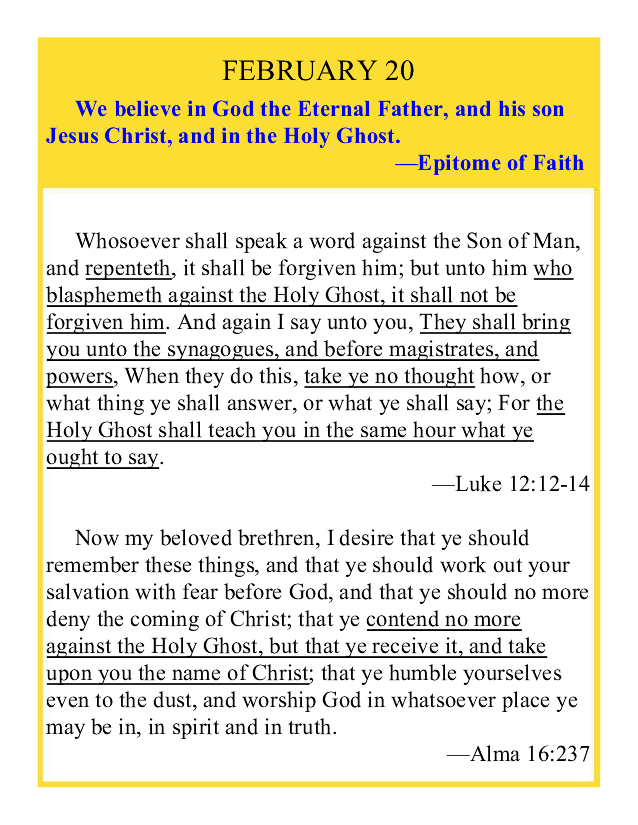 FEBRUARY 20
We believe in God the Eternal Father, and his son
Jesus Christ, and in the Holy Ghost.
—Epitome of Faith
Whosoever shall speak a word against the Son of Man,
and repenteth, it shall be forgiven him; but unto him who
blasphemeth against the Holy Ghost, it shall not be
forgiven him. And again I say unto you, They shall bring
you unto the synagogues, and before magistrates, and
powers, When they do this, take ye no thought how, or
what thing ye shall answer, or what ye shall say; For the
Holy Ghost shall teach you in the same hour what ye
ought to say.
—Luke 12:12-14
Now my beloved brethren, I desire that ye should
remember these things, and that ye should work out your
salvation with fear before God, and that ye should no more
deny the coming of Christ; that ye contend no more
against the Holy Ghost, but that ye receive it, and take
upon you the name of Christ; that ye humble yourselves
even to the dust, and worship God in whatsoever place ye
may be in, in spirit and in truth.
—Alma 16:237